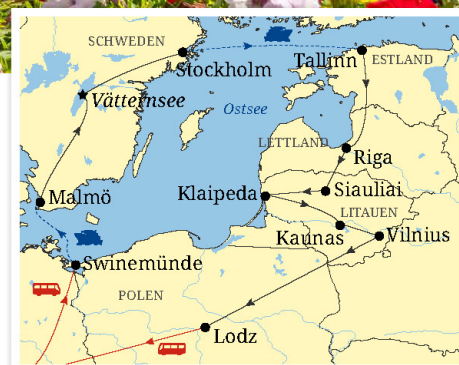 SCHWEDEN
Stockholm
Tallinn
ESTLAND
Vätternsee
Ostsee
LETTLAND
Riga
Malmö
Klaipeda
Siauliai
LITAUEN
Kaunas
Vilnius
Swinemünde
POLEN
Lodz